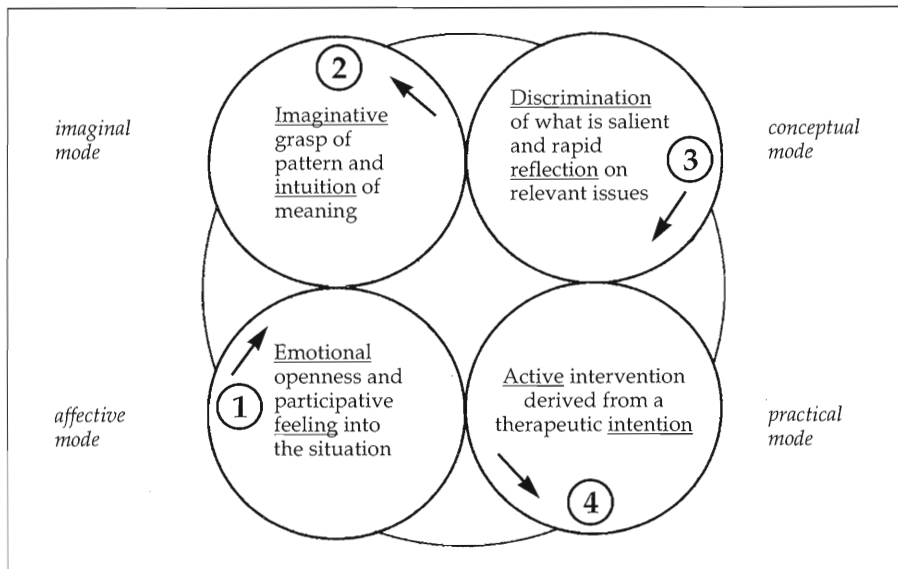 imaginal
mode
2
Imaginative
grasp of
pattern and
intuition of
meaning
Discrimination
of what is salient
and rapid
reflection on
relevant issues
3
conceptual
mode
affective
mode
1
Emotional
openness and
participative
feeling into
the situation
Active intervention
derived from a
therapeutic intention
4
practical
mode